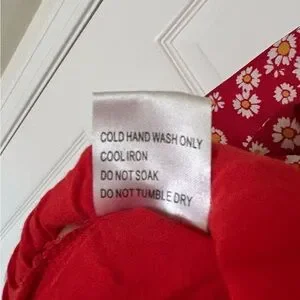 COLD HAND WASH ONLY
COOL IRON
DO NOT SOAK
DO NOT TUMBLE DRY